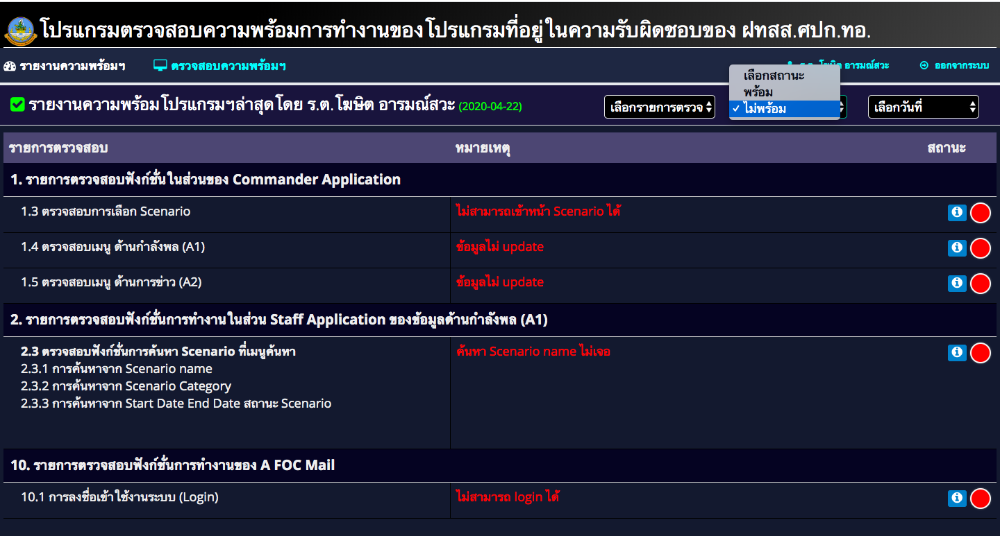 โปรแกรมตรวจสอบความพร้อมการทำงานของโปรแกรมที่อยู่ในความรับผิดชอบของ ฝทสส.ศปก.ทอ.
รายงานความพร้อมฯ ตรวจสอบความพร้อมฯ อารมณ์สวะ ออกจากระบบ
เลือกสถานะ
พร้อม
✓ ไม่พร้อม
รายงานความพร้อมโปรแกรมฯล่าสุดโดย ร.ต.โฆษิต อารมณ์สวะ (2020-04-22) เลือกรายการตรวจ เลือกวันที่
รายการตรวจสอบ หมายเหตุ สถานะ
1. รายการตรวจสอบฟังก์ชั่นในส่วนของ Commander Application
1.3 ตรวจสอบการเลือก Scenario ไม่สามารถเข้าหน้า Scenario ได้
1.4 ตรวจสอบเมนู ด้านกำลังพล (A1) ข้อมูลไม่ update
1.5 ตรวจสอบเมนู ด้านการข่าว (A2) ข้อมูลไม่ update
2. รายการตรวจสอบฟังก์ชั่นการทำงานในส่วน Staff Application ของข้อมูลด้านกำลังพล (A1)
2.3 ตรวจสอบฟังก์ชั่นการค้นหา Scenario ที่เมนูค้นหา ค้นหา Scenario name ไม่เจอ
2.3.1 การค้นหาจาก Scenario name
2.3.2 การค้นหาจาก Scenario Category
2.3.3 การค้นหาจาก Start Date End Date สถานะ Scenario
10. รายการตรวจสอบฟังก์ชั่นการทำงานของ A FOC Mail
10.1 การลงชื่อเข้าใช้งานระบบ (Login) ไม่สามารถ login ได้